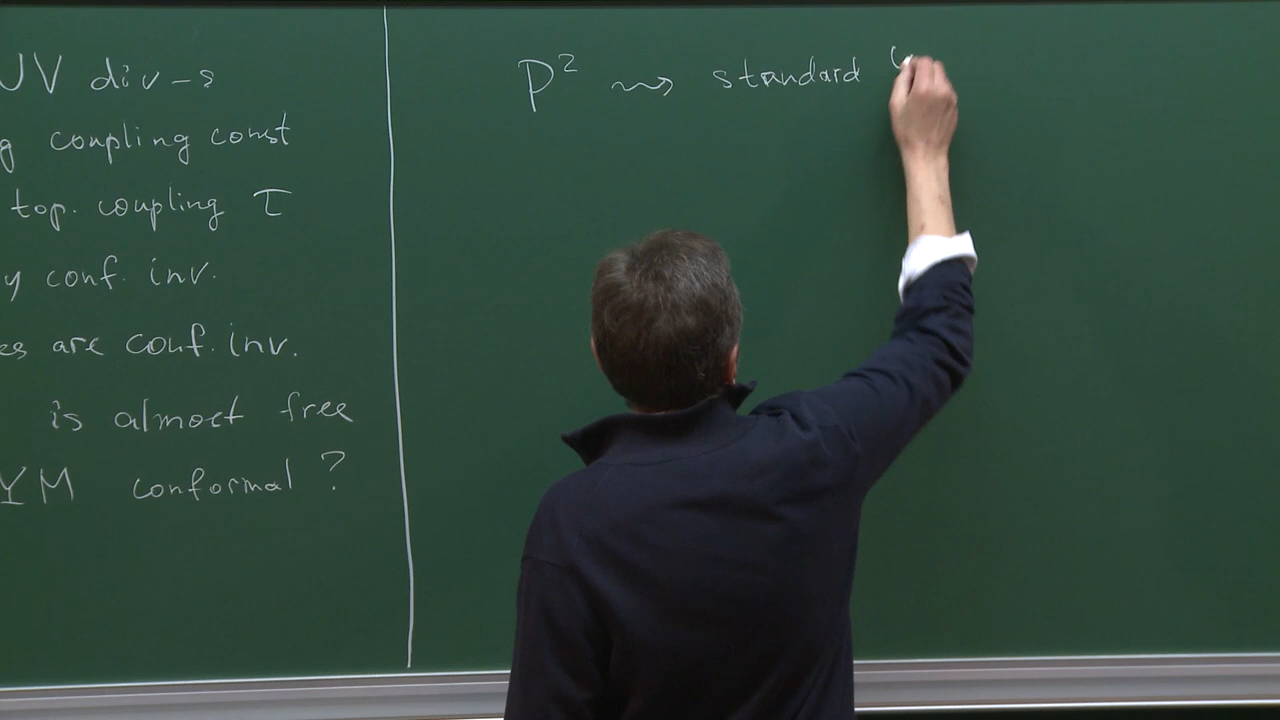 UV div-s
g coupling const
top. coupling τ
y conf. inv.
es are conf. inv.
is almost free
YM conformal ?
P² ⇝ standard